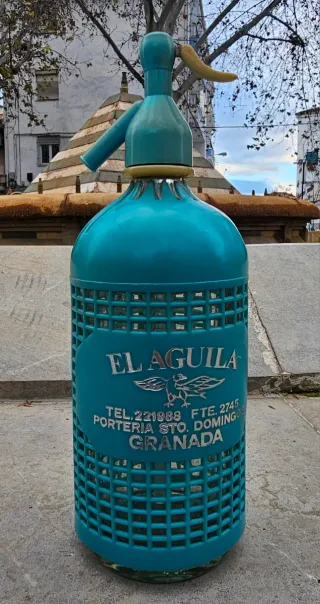 EL AGUILA
TEL. 221988 FTE. 2745
PORTERIA STO. DOMINGO
GRANADA